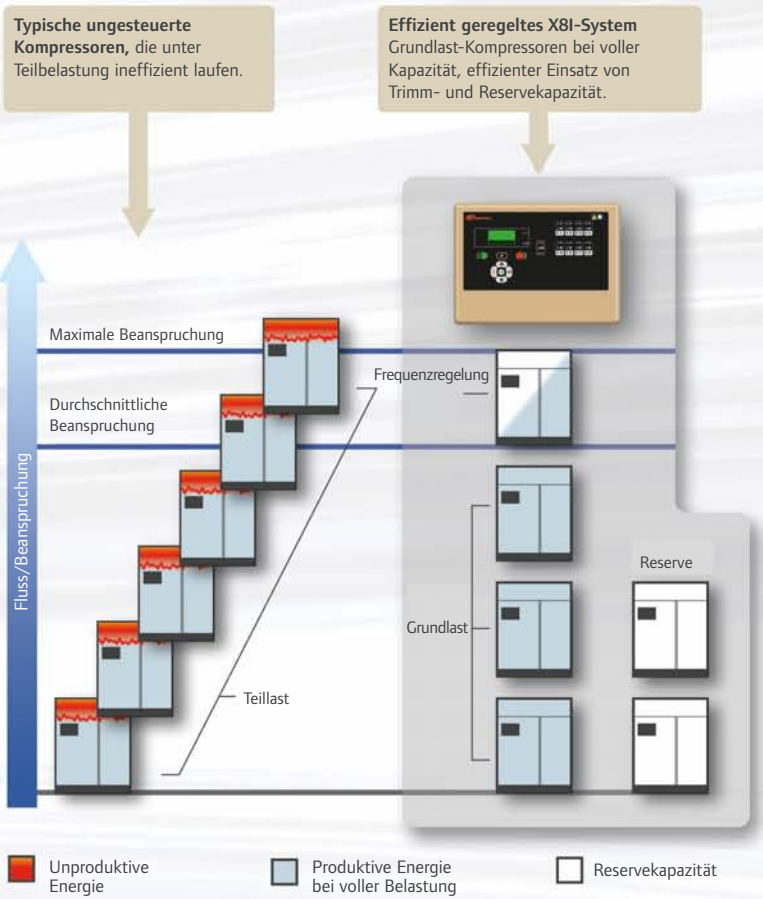 Typische ungesteuerte
Kompressoren, die unter
Teilbelastung ineffizient laufen.
Effizient geregeltes X8I-System
Grundlast-Kompressoren bei voller
Kapazität, effizienter Einsatz von
Trimm- und Reservekapazität.
Maximale Beanspruchung
Frequenzregelung
Durchschnittliche
Beanspruchung
Fluss/Beanspruchung
Reserve
Grundlast
Teillast
Unproduktive
Energie
Produktive Energie
bei voller Belastung
Reservekapazität